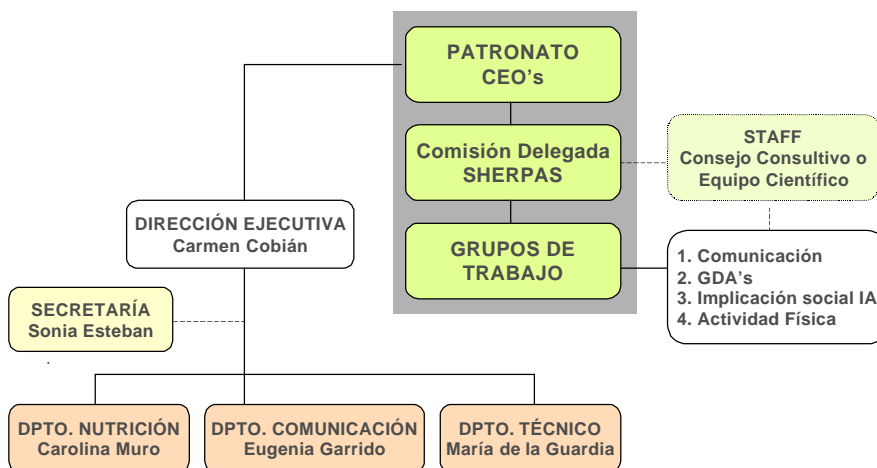 PATRONATO
CEO’s
Comisión Delegada
SHERPAS
STAFF
Consejo Consultivo o
Equipo Científico
DIRECCIÓN EJECUTIVA
Carmen Cobián
GRUPOS DE
TRABAJO
1. Comunicación
2. GDA’s
3. Implicación social IA
4. Actividad Física
SECRETARÍA
Sonia Esteban
.
DPTO. NUTRICIÓN
Carolina Muro
DPTO. COMUNICACIÓN
Eugenia Garrido
DPTO. TÉCNICO
María de la Guardia